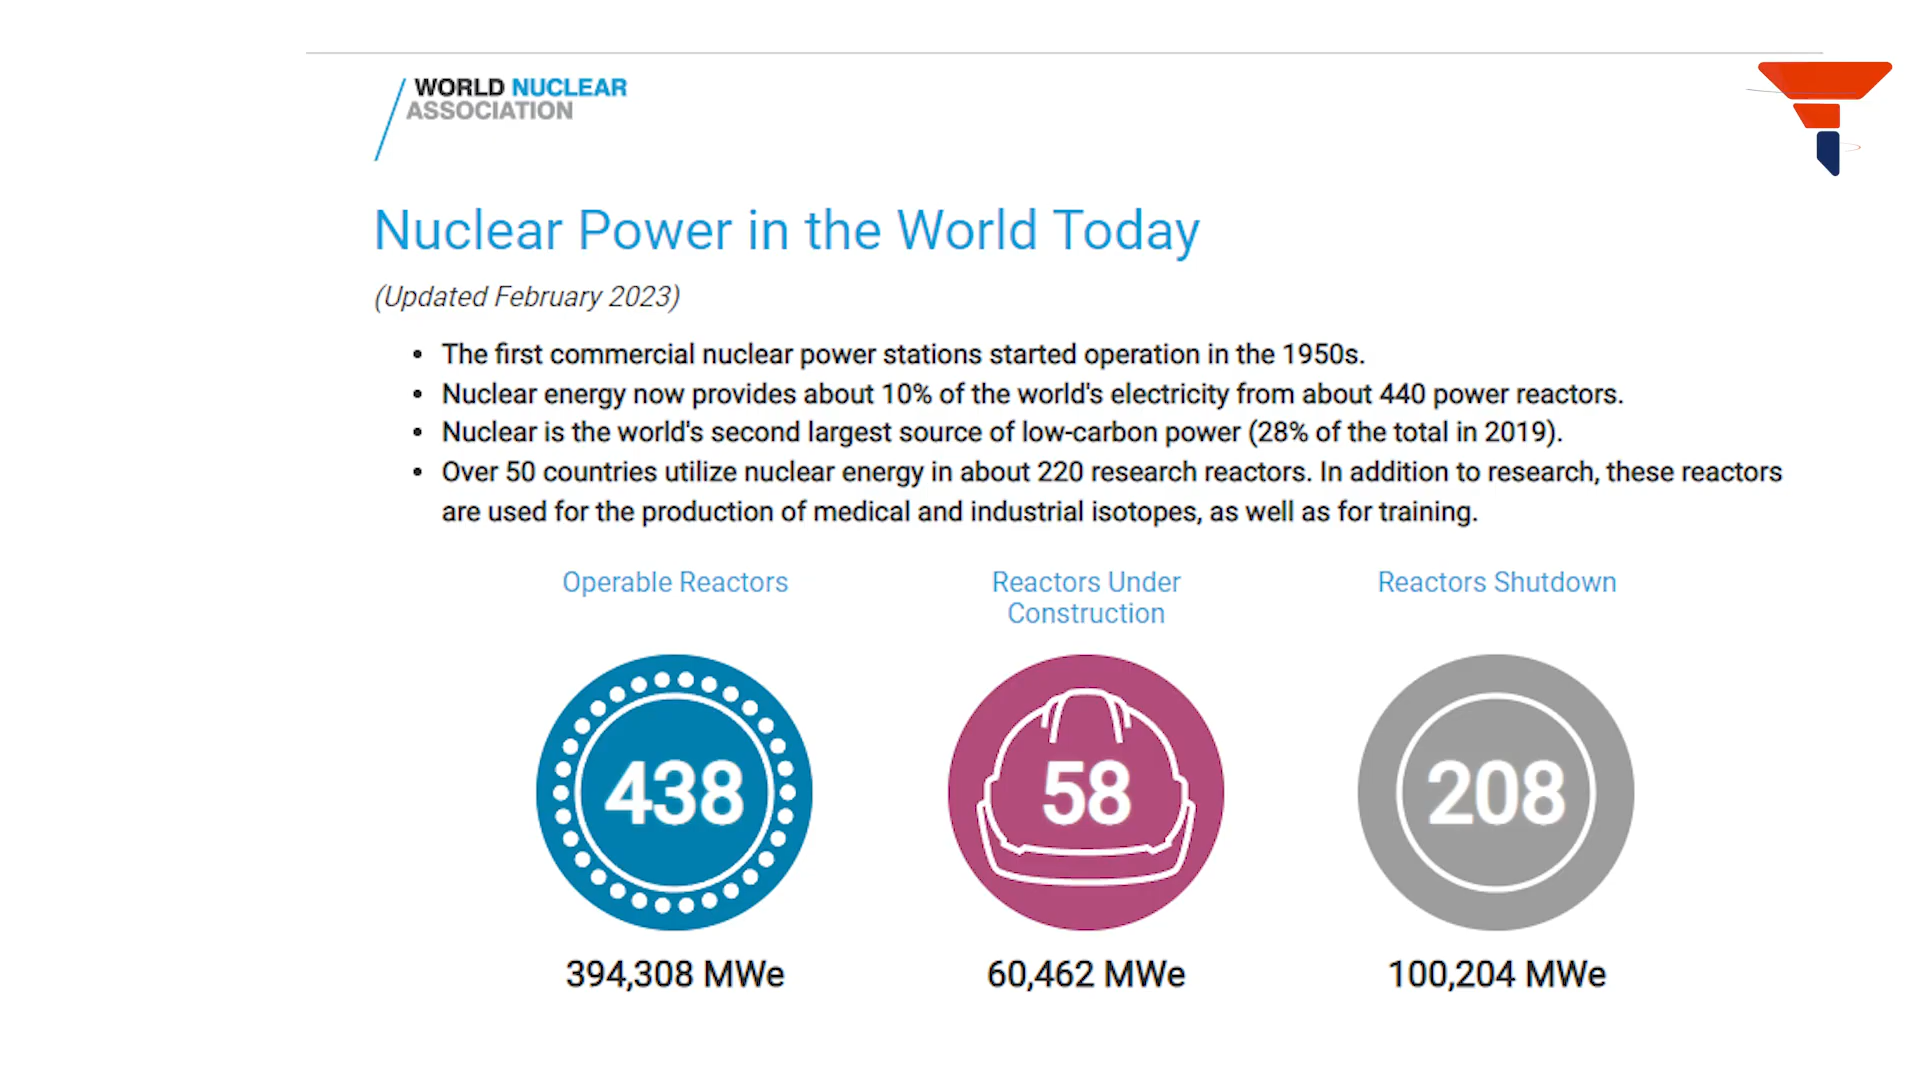 WORLD NUCLEAR
ASSOCIATION
Nuclear Power in the World Today
(Updated February 2023)
• The first commercial nuclear power stations started operation in the 1950s.
• Nuclear energy now provides about 10% of the world's electricity from about 440 power reactors.
• Nuclear is the world's second largest source of low-carbon power (28% of the total in 2019).
• Over 50 countries utilize nuclear energy in about 220 research reactors. In addition to research, these reactors
are used for the production of medical and industrial isotopes, as well as for training.
Operable Reactors
Reactors Under
Construction
Reactors Shutdown
438
58
208
394,308 MWe
60,462 MWe
100,204 MWe